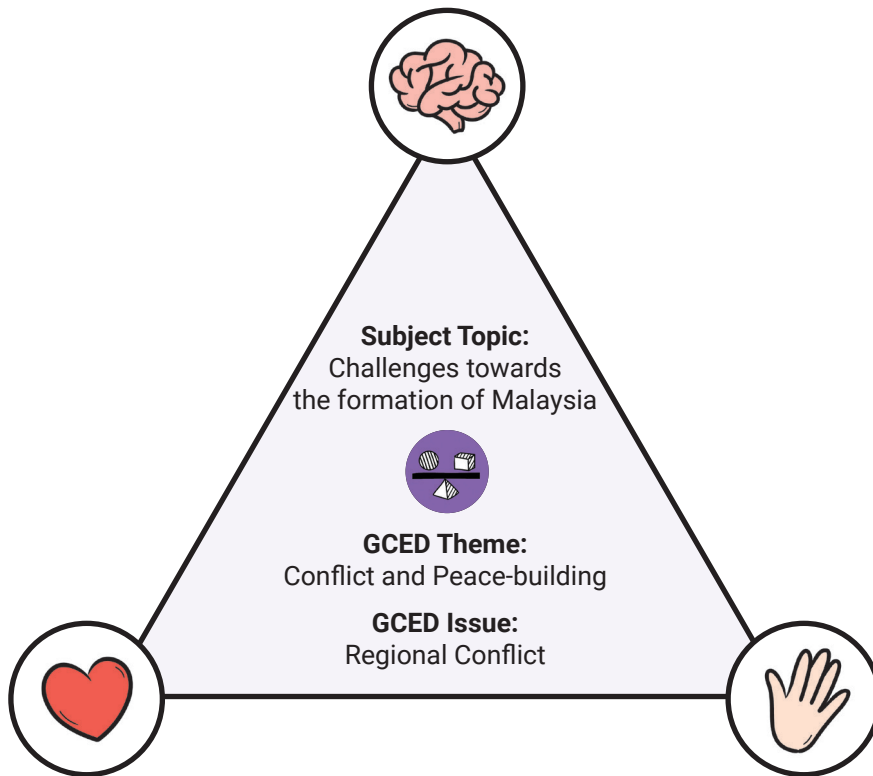 Subject Topic:
Challenges towards
the formation of Malaysia
GCED Theme:
Conflict and Peace-building
GCED Issue:
Regional Conflict